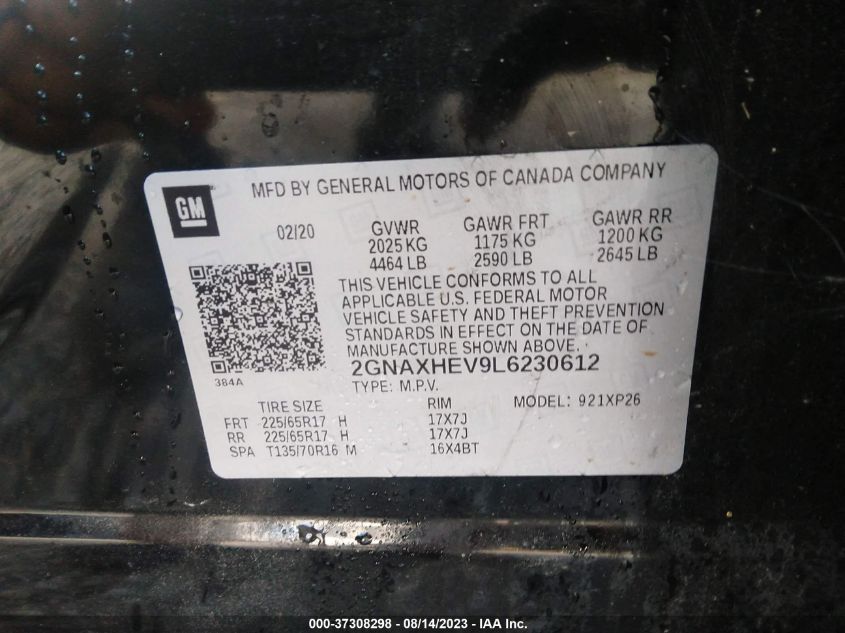 GM
MFD BY GENERAL MOTORS OF CANADA COMPANY
02/20 GVWR GAWR FRT GAWR RR
2025 KG 1175 KG 1200 KG
4464 LB 2590 LB 2645 LB
THIS VEHICLE CONFORMS TO ALL
APPLICABLE U.S. FEDERAL MOTOR
VEHICLE SAFETY AND THEFT PREVENTION
STANDARDS IN EFFECT ON THE DATE OF
MANUFACTURE SHOWN ABOVE.
2GNAXHEV9L6230612
384A
TYPE: M.P.V.
TIRE SIZE RIM MODEL: 921XP26
FRT 225/65R17 H 17X7J
RR 225/65R17 H 17X7J
SPA T135/70R16 M 16X4BT
000-37308298 - 08/14/2023 - IAA Inc.